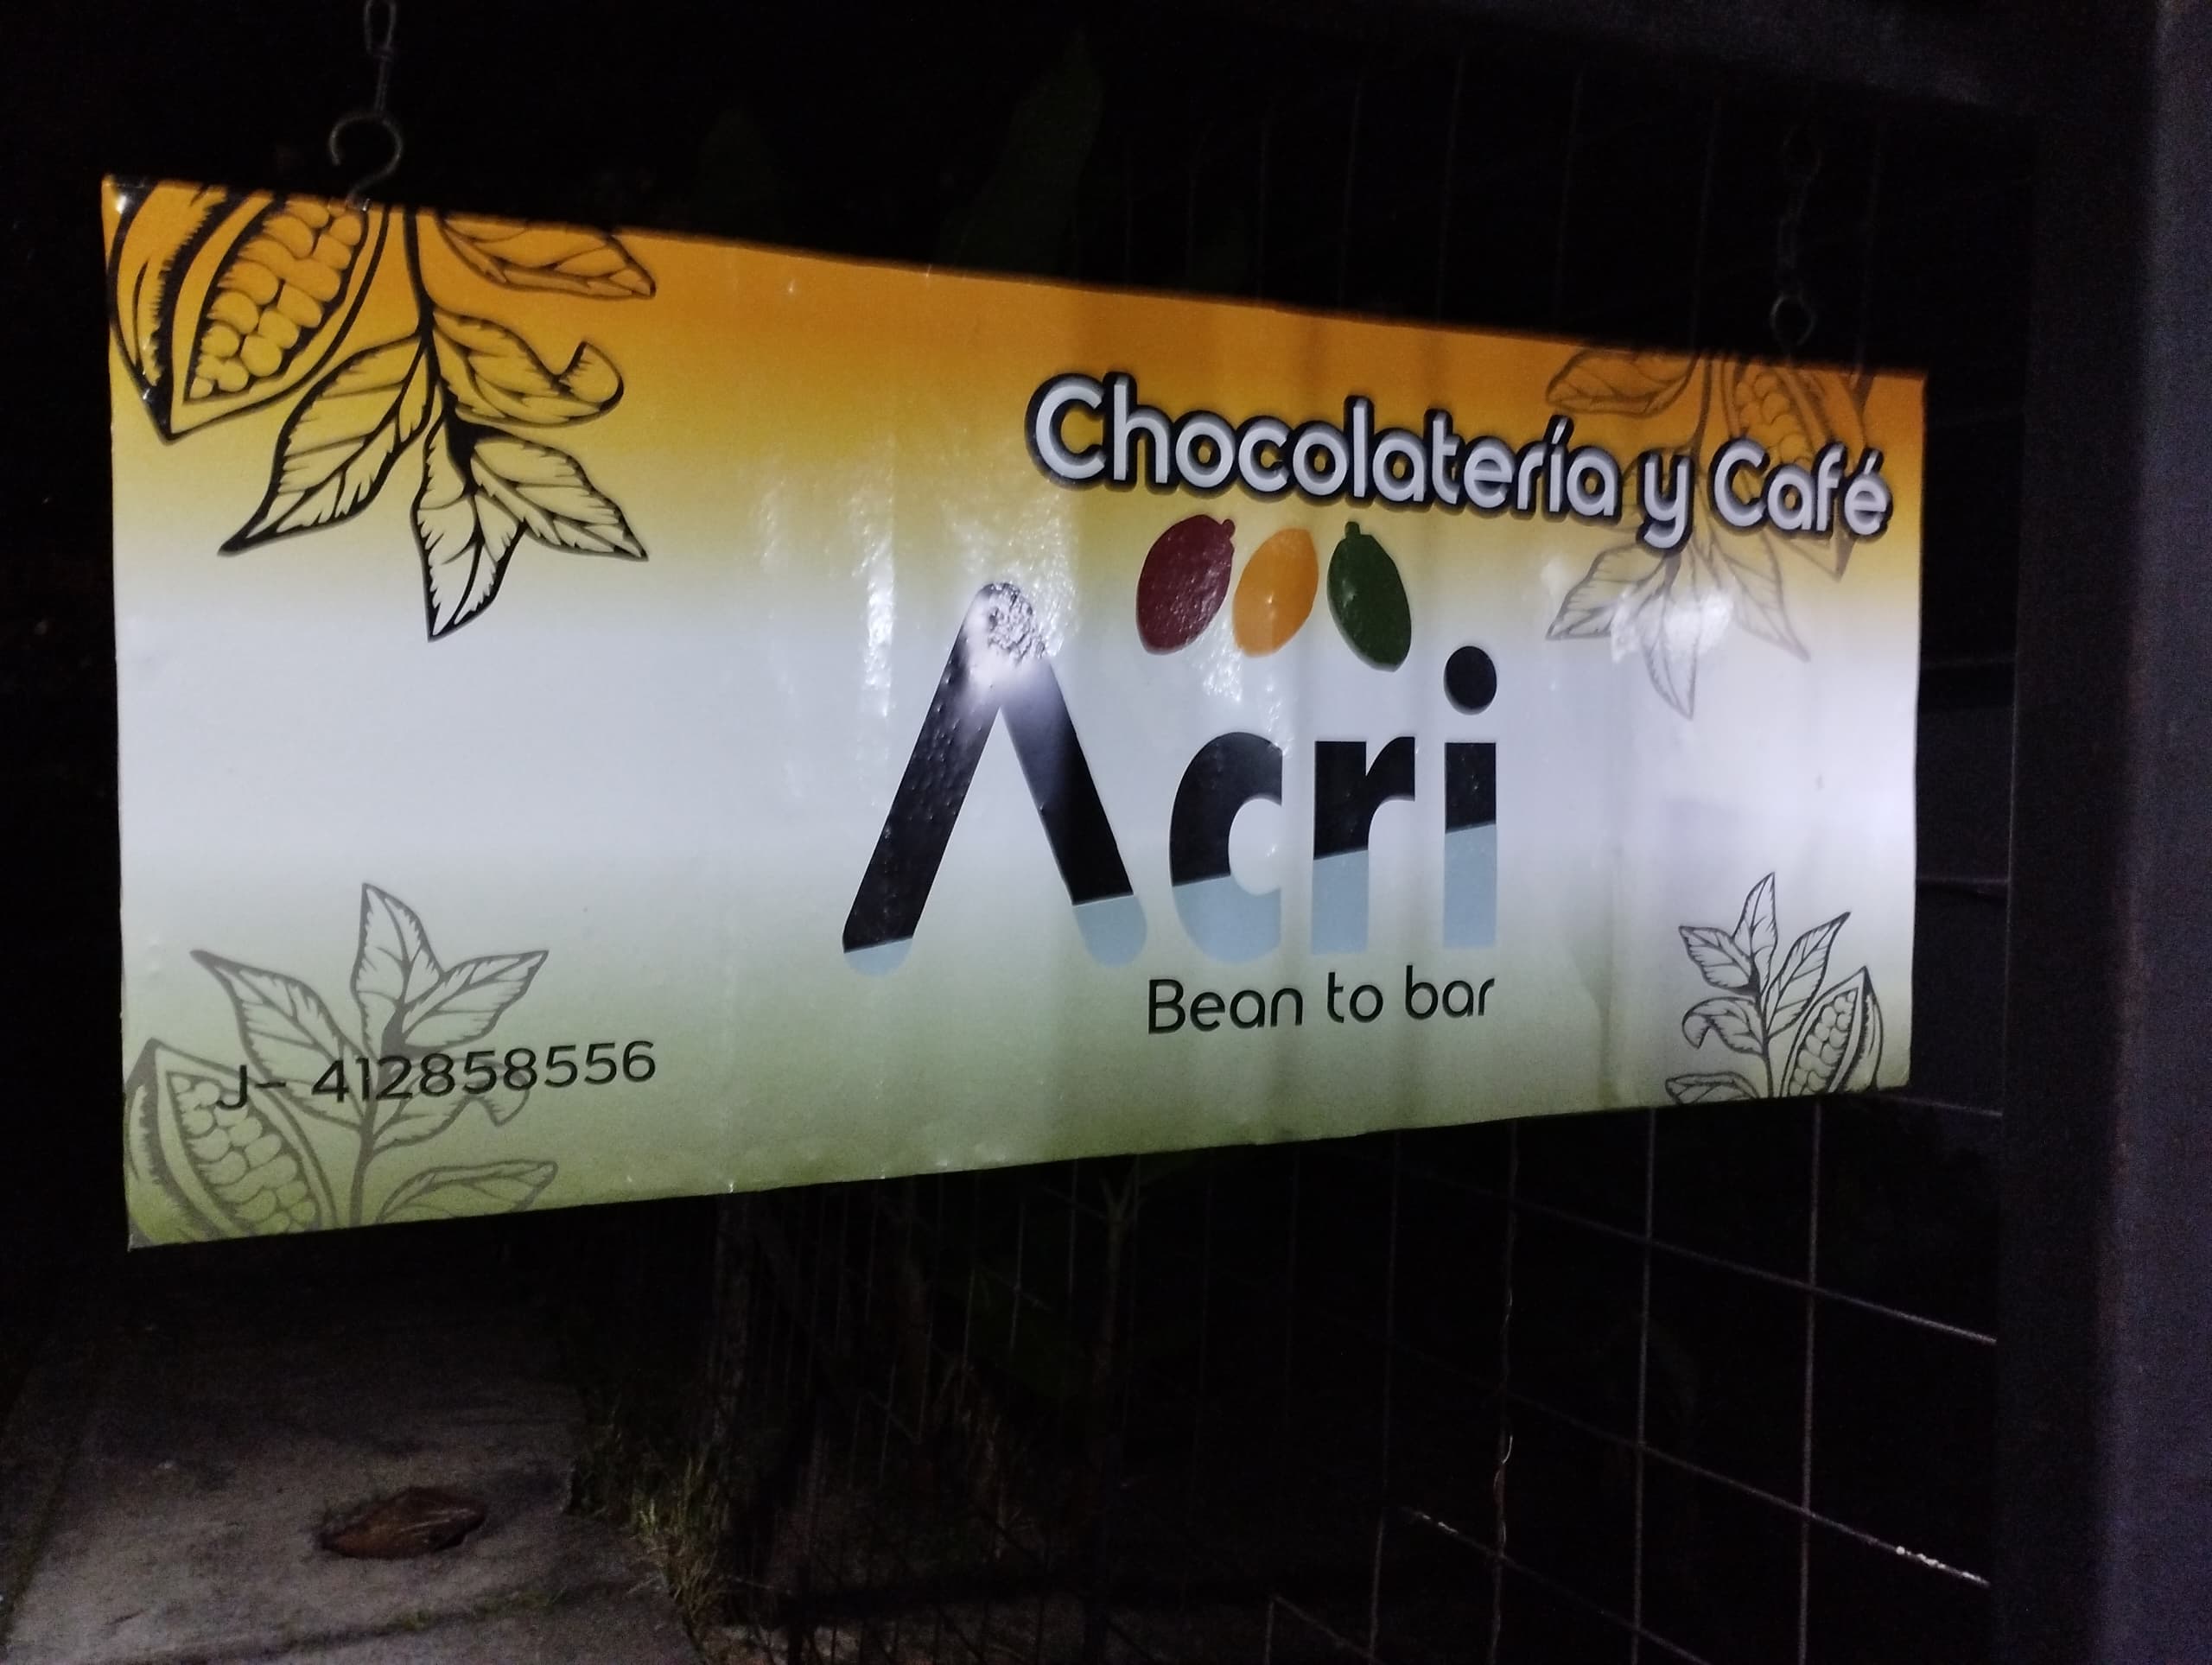 Chocolatería y Café
Acri
Bean to bar
J- 412858556